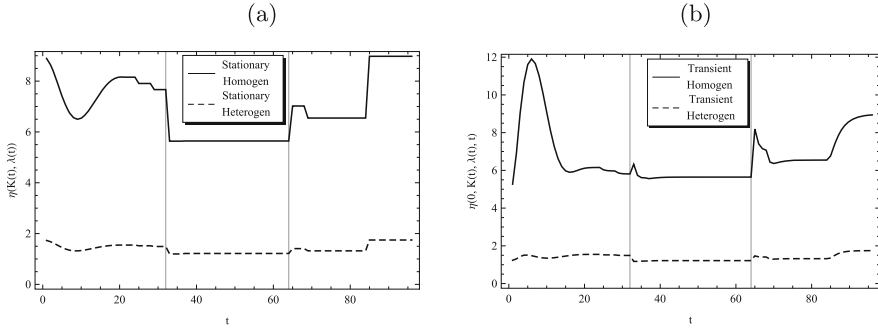 (a)
η(K(t), λ(t))
8
6
4
2
0
Stationary
Homogen
Stationary
Heterogen
0 20 40 60 80
t
(b)
η(0, K(t), λ(t), t)
12
10
8
6
4
2
0
Transient
Homogen
Transient
Heterogen
0 20 40 60 80
t